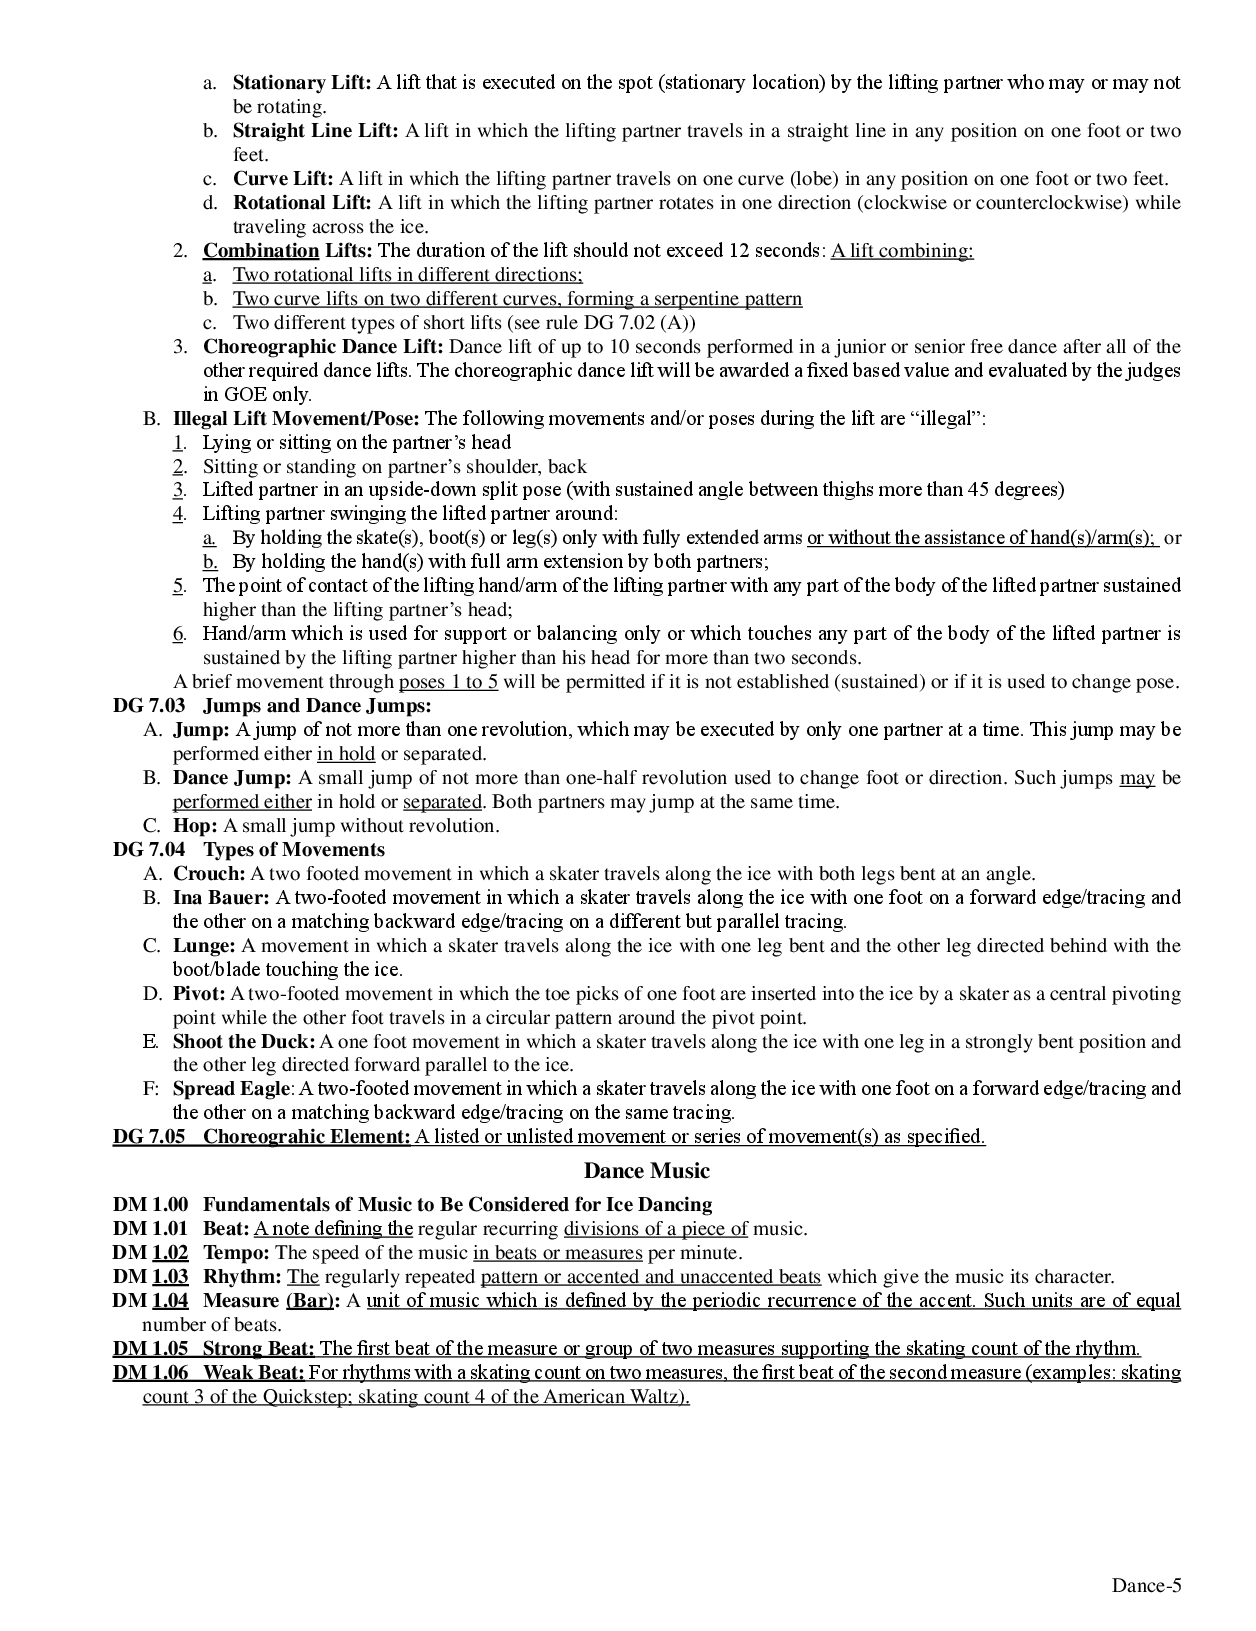 a. Stationary Lift: A lift that is executed on the spot (stationary location) by the lifting partner who may or may not
be rotating.
b. Straight Line Lift: A lift in which the lifting partner travels in a straight line in any position on one foot or two
feet.
c. Curve Lift: A lift in which the lifting partner travels on one curve (lobe) in any position on one foot or two feet.
d. Rotational Lift: A lift in which the lifting partner rotates in one direction (clockwise or counterclockwise) while
traveling across the ice.
2. Combination Lifts: The duration of the lift should not exceed 12 seconds: A lift combining:
a. Two rotational lifts in different directions;
b. Two curve lifts on two different curves, forming a serpentine pattern
c. Two different types of short lifts (see rule DG 7.02 (A))
3. Choreographic Dance Lift: Dance lift of up to 10 seconds performed in a junior or senior free dance after all of the
other required dance lifts. The choreographic dance lift will be awarded a fixed based value and evaluated by the judges
in GOE only.
B. Illegal Lift Movement/Pose: The following movements and/or poses during the lift are “illegal”:
1. Lying or sitting on the partner’s head
2. Sitting or standing on partner’s shoulder, back
3. Lifted partner in an upside-down split pose (with sustained angle between thighs more than 45 degrees)
4. Lifting partner swinging the lifted partner around:
a. By holding the skate(s), boot(s) or leg(s) only with fully extended arms or without the assistance of hand(s)/arm(s); or
b. By holding the hand(s) with full arm extension by both partners;
5. The point of contact of the lifting hand/arm of the lifting partner with any part of the body of the lifted partner sustained
higher than the lifting partner’s head;
6. Hand/arm which is used for support or balancing only or which touches any part of the body of the lifted partner is
sustained by the lifting partner higher than his head for more than two seconds.
A brief movement through poses 1 to 5 will be permitted if it is not established (sustained) or if it is used to change pose.
DG 7.03 Jumps and Dance Jumps:
A. Jump: A jump of not more than one revolution, which may be executed by only one partner at a time. This jump may be
performed either in hold or separated.
B. Dance Jump: A small jump of not more than one-half revolution used to change foot or direction. Such jumps may be
performed either in hold or separated. Both partners may jump at the same time.
C. Hop: A small jump without revolution.
DG 7.04 Types of Movements
A. Crouch: A two footed movement in which a skater travels along the ice with both legs bent at an angle.
B. Ina Bauer: A two-footed movement in which a skater travels along the ice with one foot on a forward edge/tracing and
the other on a matching backward edge/tracing on a different but parallel tracing.
C. Lunge: A movement in which a skater travels along the ice with one leg bent and the other leg directed behind with the
boot/blade touching the ice.
D. Pivot: A two-footed movement in which the toe picks of one foot are inserted into the ice by a skater as a central pivoting
point while the other foot travels in a circular pattern around the pivot point.
E. Shoot the Duck: A one foot movement in which a skater travels along the ice with one leg in a strongly bent position and
the other leg directed forward parallel to the ice.
F: Spread Eagle: A two-footed movement in which a skater travels along the ice with one foot on a forward edge/tracing and
the other on a matching backward edge/tracing on the same tracing.
DG 7.05 Choreograhic Element: A listed or unlisted movement or series of movement(s) as specified.
Dance Music
DM 1.00 Fundamentals of Music to Be Considered for Ice Dancing
DM 1.01 Beat: A note defining the regular recurring divisions of a piece of music.
DM 1.02 Tempo: The speed of the music in beats or measures per minute.
DM 1.03 Rhythm: The regularly repeated pattern or accented and unaccented beats which give the music its character.
DM 1.04 Measure (Bar): A unit of music which is defined by the periodic recurrence of the accent. Such units are of equal
number of beats.
DM 1.05 Strong Beat: The first beat of the measure or group of two measures supporting the skating count of the rhythm.
DM 1.06 Weak Beat: For rhythms with a skating count on two measures, the first beat of the second measure (examples: skating
count 3 of the Quickstep; skating count 4 of the American Waltz).
Dance-5